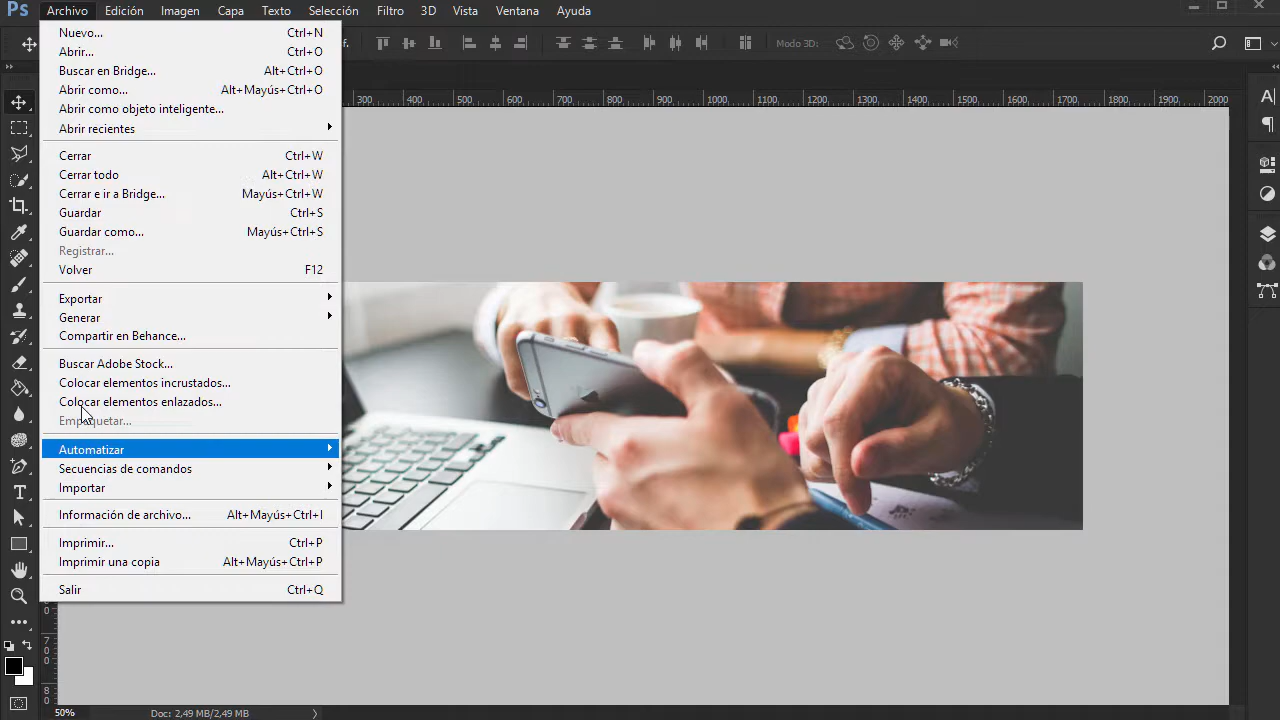 Ps Archivo Edición Imagen Capa Texto Selección Filtro 3D Vista Ventana Ayuda
Modo 3D:
Nuevo... Ctrl+N
Abrir... Ctrl+O
Buscar en Bridge... Alt+Ctrl+O
Abrir como... Alt+Mayús+Ctrl+O
Abrir como objeto inteligente...
Abrir recientes
Cerrar Ctrl+W
Cerrar todo Alt+Ctrl+W
Cerrar e ir a Bridge... Mayús+Ctrl+W
Guardar Ctrl+S
Guardar como... Mayús+Ctrl+S
Registrar...
Volver F12
Exportar
Generar
Compartir en Behance...
Buscar Adobe Stock...
Colocar elementos incrustados...
Colocar elementos enlazados...
Empaquetar...
Automatizar
Secuencias de comandos
Importar
Información de archivo... Alt+Mayús+Ctrl+I
Imprimir... Ctrl+P
Imprimir una copia Alt+Mayús+Ctrl+P
Salir Ctrl+Q
300 400 500 600 700 800 900 1000 1100 1200 1300 1400 1500 1600 1700 1800 1900 2000
700
50% Doc: 2,49 MB/2,49 MB